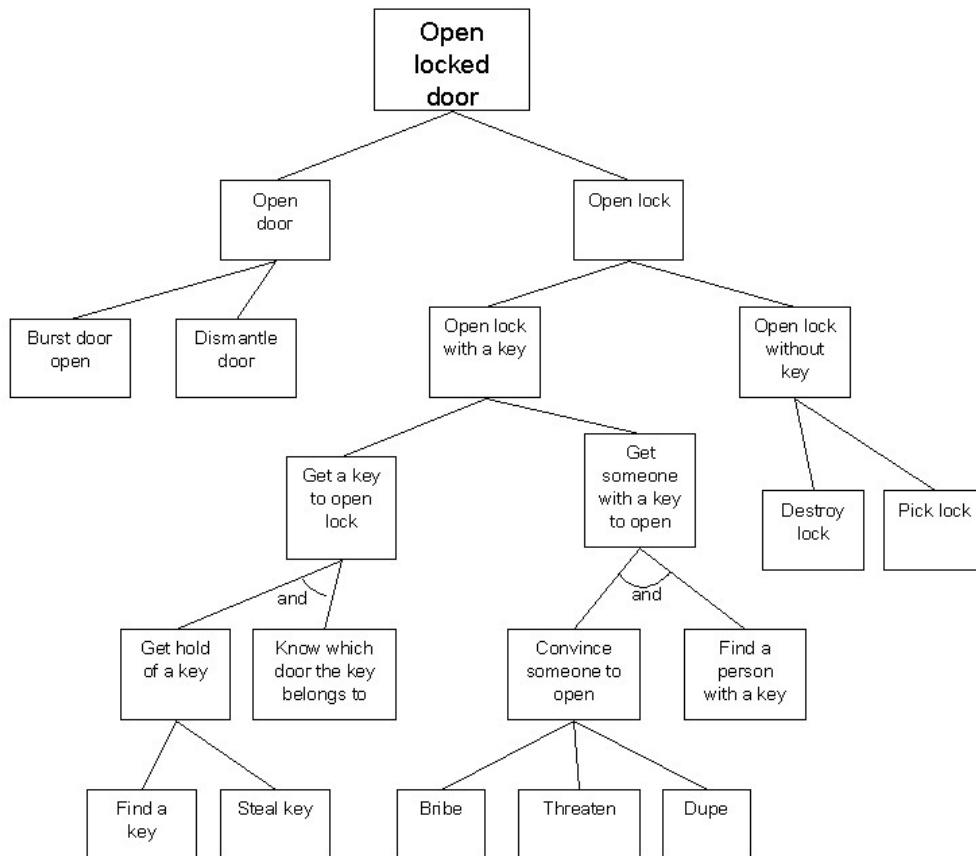 Open
locked
door
Open
door
Open lock
Burst door
open
Dismantle
door
Open lock
with a key
Open lock
without
key
Get a key
to open
lock
Get
someone
with a key
to open
Destroy
lock
Pick lock
and
and
Get hold
of a key
Know which
door the key
belongs to
Convince
someone to
open
Find a
person
with a key
Find a
key
Steal key
Bribe
Threaten
Dupe